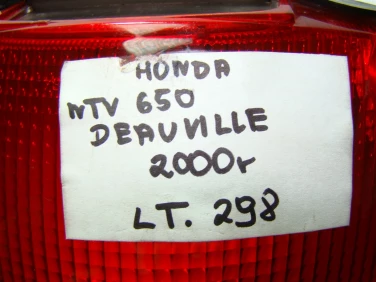 HONDA
NTV 650
DEAUVILLE
2000r
LT. 298